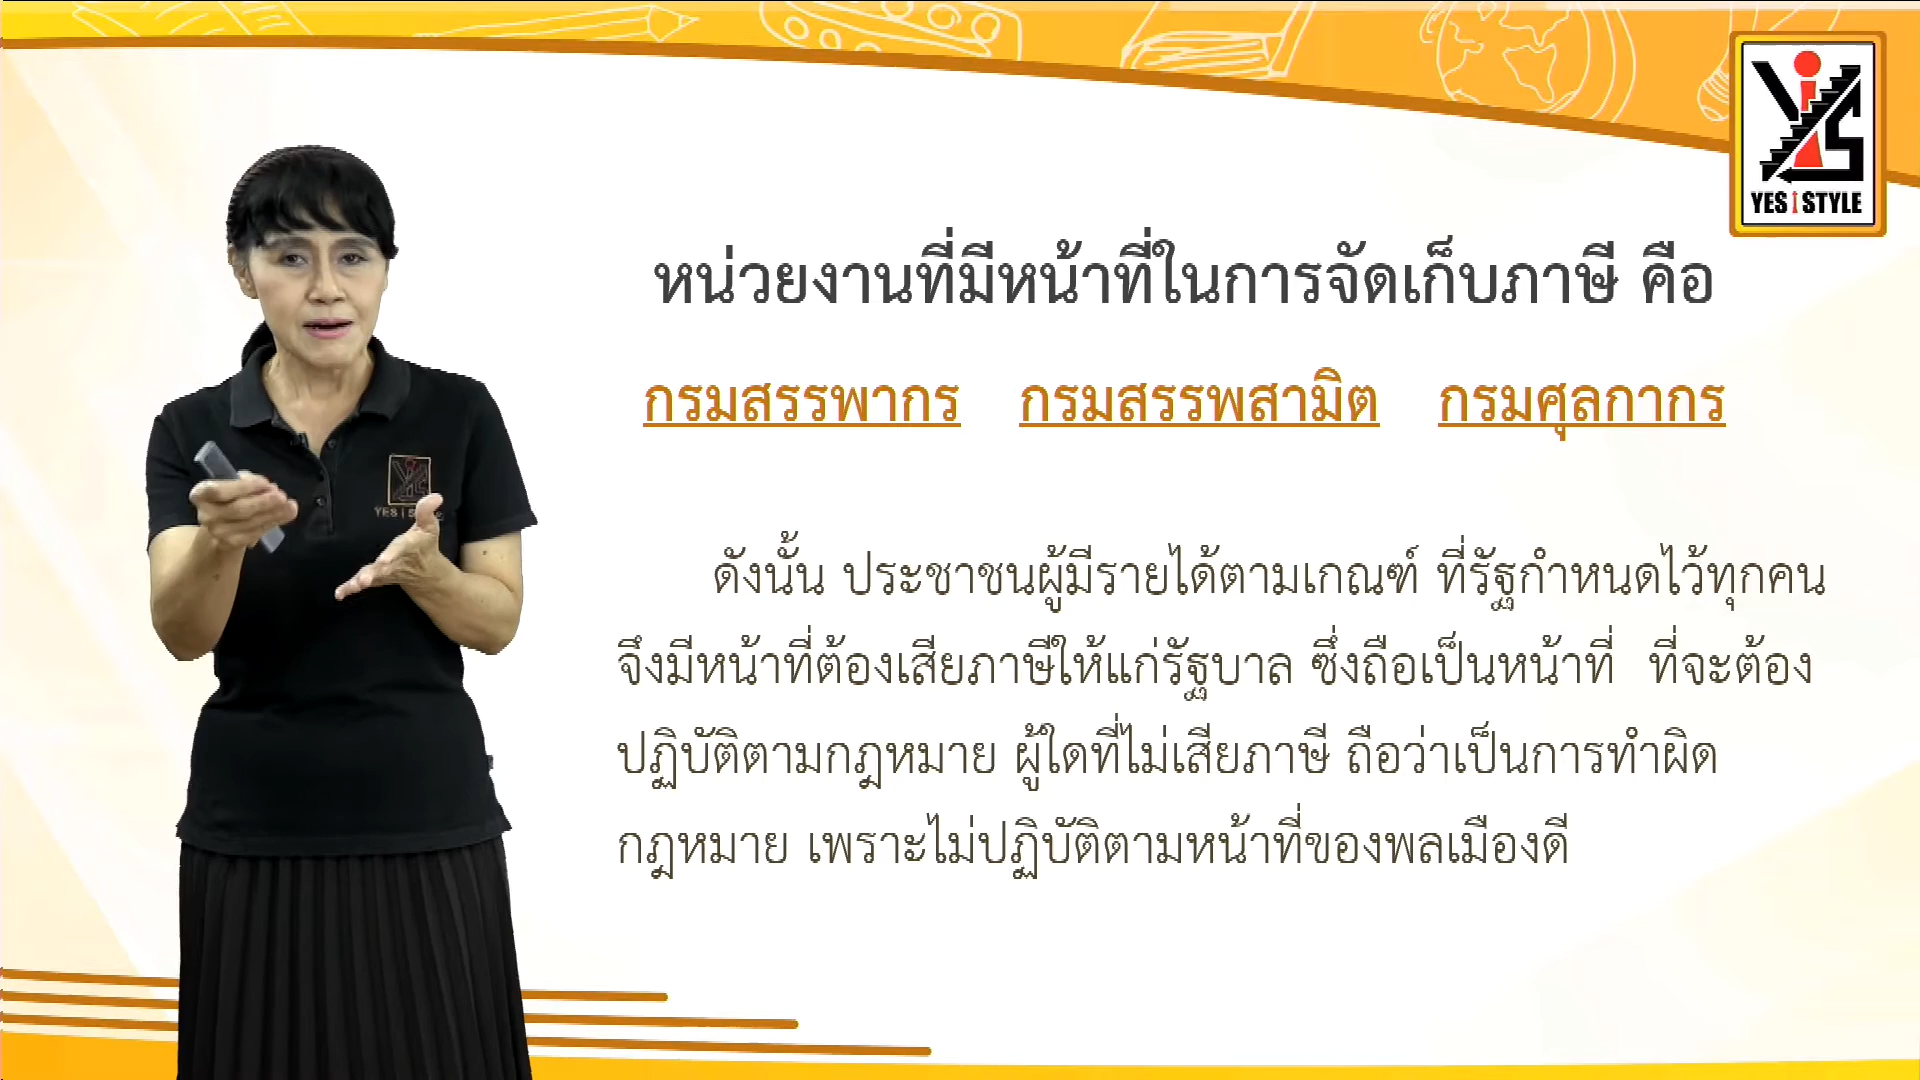 YES i STYLE
หน่วยงานที่มีหน้าที่ในการจัดเก็บภาษี คือ
กรมสรรพากร กรมสรรพสามิต กรมศุลกากร
ดังนั้น ประชาชนผู้มีรายได้ตามเกณฑ์ ที่รัฐกำหนดไว้ทุกคน
จึงมีหน้าที่ต้องเสียภาษีให้แก่รัฐบาล ซึ่งถือเป็นหน้าที่ ที่จะต้อง
ปฏิบัติตามกฎหมาย ผู้ใดที่ไม่เสียภาษี ถือว่าเป็นการทำผิด
กฎหมาย เพราะไม่ปฏิบัติตามหน้าที่ของพลเมืองดี